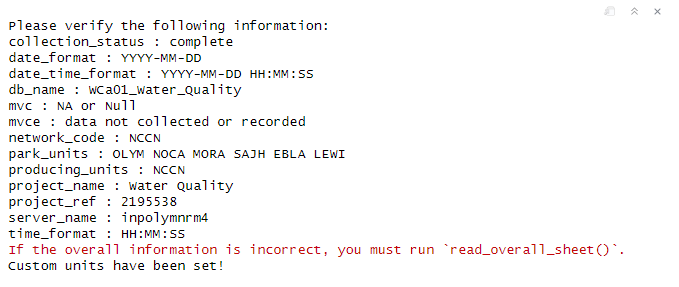 Please verify the following information:
collection_status : complete
date_format : YYYY-MM-DD
date_time_format : YYYY-MM-DD HH:MM:SS
db_name : WCa01_Water_Quality
mvc : NA or Null
mvce : data not collected or recorded
network_code : NCCN
park_units : OLYM NOCA MORA SAJH EBLA LEWI
producing_units : NCCN
project_name : Water Quality
project_ref : 2195538
server_name : inpolymnrm4
time_format : HH:MM:SS
If the overall information is incorrect, you must run `read_overall_sheet()`.
Custom units have been set!